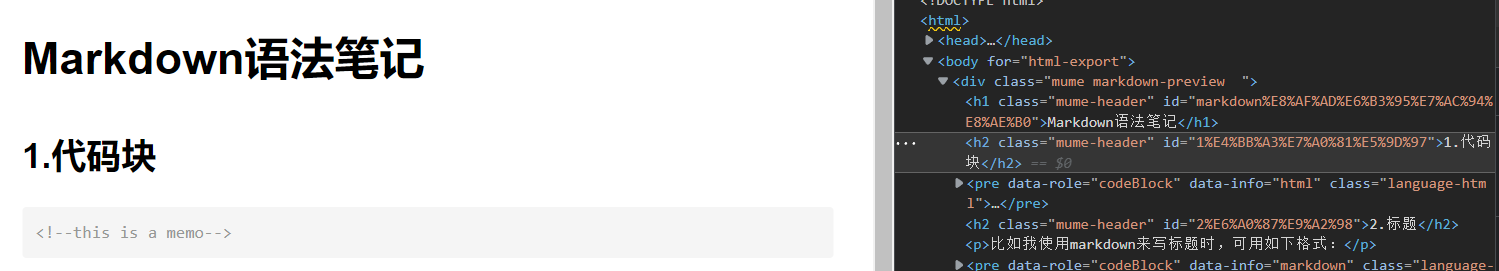 Markdown语法笔记
1.代码块
<!--this is a memo-->
<!DOCTYPE html>
<html>
<head>…</head>
<body for="html-export">
<div class="mume markdown-preview  ">
<h1 class="mume-header" id="markdown%E8%AF%AD%E6%B3%95%E7%AC%94%
E8%AE%B0">Markdown语法笔记</h1>
<h2 class="mume-header" id="1%E4%BB%A3%E7%A0%81%E5%9D%97">1.代码
块</h2> == $0
<pre data-role="codeBlock" data-info="html" class="language-htm
l">…</pre>
<h2 class="mume-header" id="2%E6%A0%87%E9%A2%98">2.标题</h2>
<p>比如我使用markdown来写标题时，可用如下格式：</p>
<pre data-role="codeBlock" data-info="markdown" class="language-